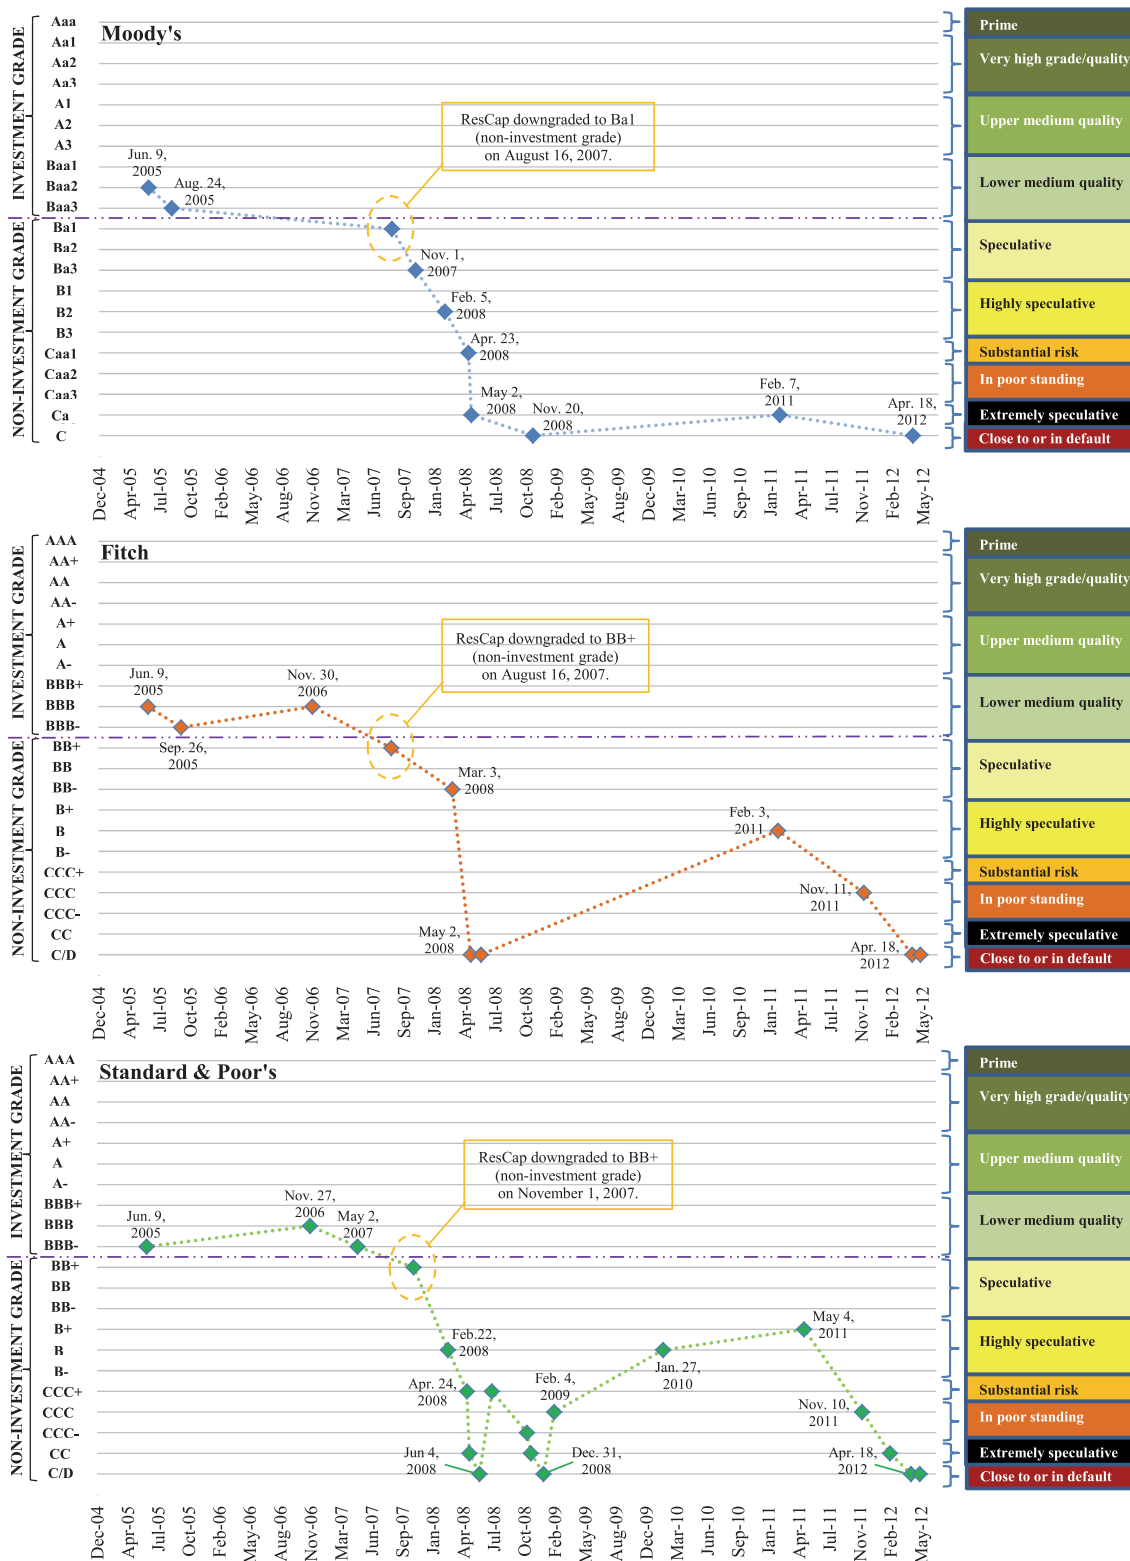 Moody's
INVESTMENT GRADE
NON-INVESTMENT GRADE
Aaa
Aa1
Aa2
Aa3
A1
A2
A3
Baa1
Baa2
Baa3
Ba1
Ba2
Ba3
B1
B2
B3
Caa1
Caa2
Caa3
Ca
C
Jun. 9,
2005
Aug. 24,
2005
ResCap downgraded to Ba1
(non-investment grade)
on August 16, 2007.
Nov. 1,
2007
Feb. 5,
2008
Apr. 23,
2008
May 2,
2008
Nov. 20,
2008
Feb. 7,
2011
Apr. 18,
2012
Prime
Very high grade/quality
Upper medium quality
Lower medium quality
Speculative
Highly speculative
Substantial risk
In poor standing
Extremely speculative
Close to or in default
Dec-04
Apr-05
Jul-05
Oct-05
Feb-06
May-06
Aug-06
Nov-06
Mar-07
Jun-07
Sep-07
Jan-08
Apr-08
Jul-08
Oct-08
Feb-09
May-09
Aug-09
Dec-09
Mar-10
Jun-10
Sep-10
Jan-11
Apr-11
Jul-11
Nov-11
Feb-12
May-12
Fitch
INVESTMENT GRADE
NON-INVESTMENT GRADE
AAA
AA+
AA
AA-
A+
A
A-
BBB+
BBB
BBB-
BB+
BB
BB-
B+
B
B-
CCC+
CCC
CCC-
CC
C/D
Jun. 9,
2005
Sep. 26,
2005
Nov. 30,
2006
ResCap downgraded to BB+
(non-investment grade)
on August 16, 2007.
Mar. 3,
2008
May 2,
2008
Feb. 3,
2011
Nov. 11,
2011
Apr. 18,
2012
Prime
Very high grade/quality
Upper medium quality
Lower medium quality
Speculative
Highly speculative
Substantial risk
In poor standing
Extremely speculative
Close to or in default
Dec-04
Apr-05
Jul-05
Oct-05
Feb-06
May-06
Aug-06
Nov-06
Mar-07
Jun-07
Sep-07
Jan-08
Apr-08
Jul-08
Oct-08
Feb-09
May-09
Aug-09
Dec-09
Mar-10
Jun-10
Sep-10
Jan-11
Apr-11
Jul-11
Nov-11
Feb-12
May-12
Standard & Poor's
INVESTMENT GRADE
NON-INVESTMENT GRADE
AAA
AA+
AA
AA-
A+
A
A-
BBB+
BBB
BBB-
BB+
BB
BB-
B+
B
B-
CCC+
CCC
CCC-
CC
C/D
Jun. 9,
2005
Nov. 27,
2006
May 2,
2007
ResCap downgraded to BB+
(non-investment grade)
on November 1, 2007.
Feb.22,
2008
Apr. 24,
2008
Jun 4,
2008
Dec. 31,
2008
Feb. 4,
2009
Jan. 27,
2010
May 4,
2011
Nov. 10,
2011
Apr. 18,
2012
Prime
Very high grade/quality
Upper medium quality
Lower medium quality
Speculative
Highly speculative
Substantial risk
In poor standing
Extremely speculative
Close to or in default
Dec-04
Apr-05
Jul-05
Oct-05
Feb-06
May-06
Aug-06
Nov-06
Mar-07
Jun-07
Sep-07
Jan-08
Apr-08
Jul-08
Oct-08
Feb-09
May-09
Aug-09
Dec-09
Mar-10
Jun-10
Sep-10
Jan-11
Apr-11
Jul-11
Nov-11
Feb-12
May-12